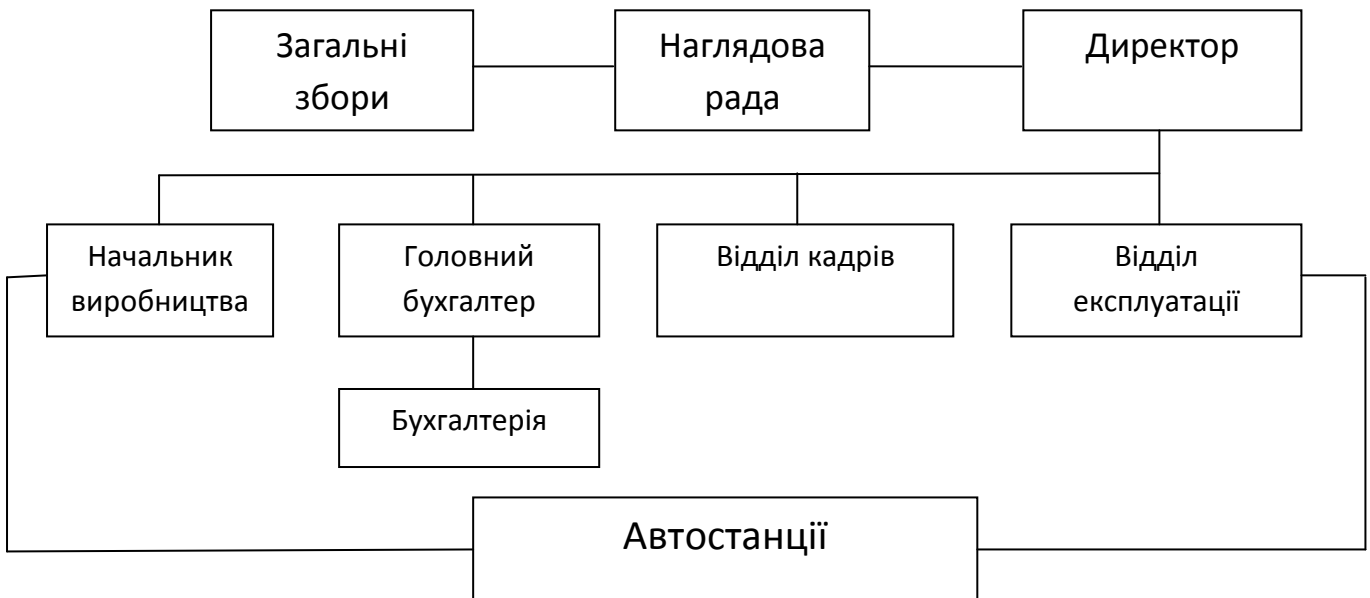 Загальні
збори
Наглядова
рада
Директор
Начальник
виробництва
Головний
бухгалтер
Відділ кадрів
Відділ
експлуатації
Бухгалтерія
Автостанції